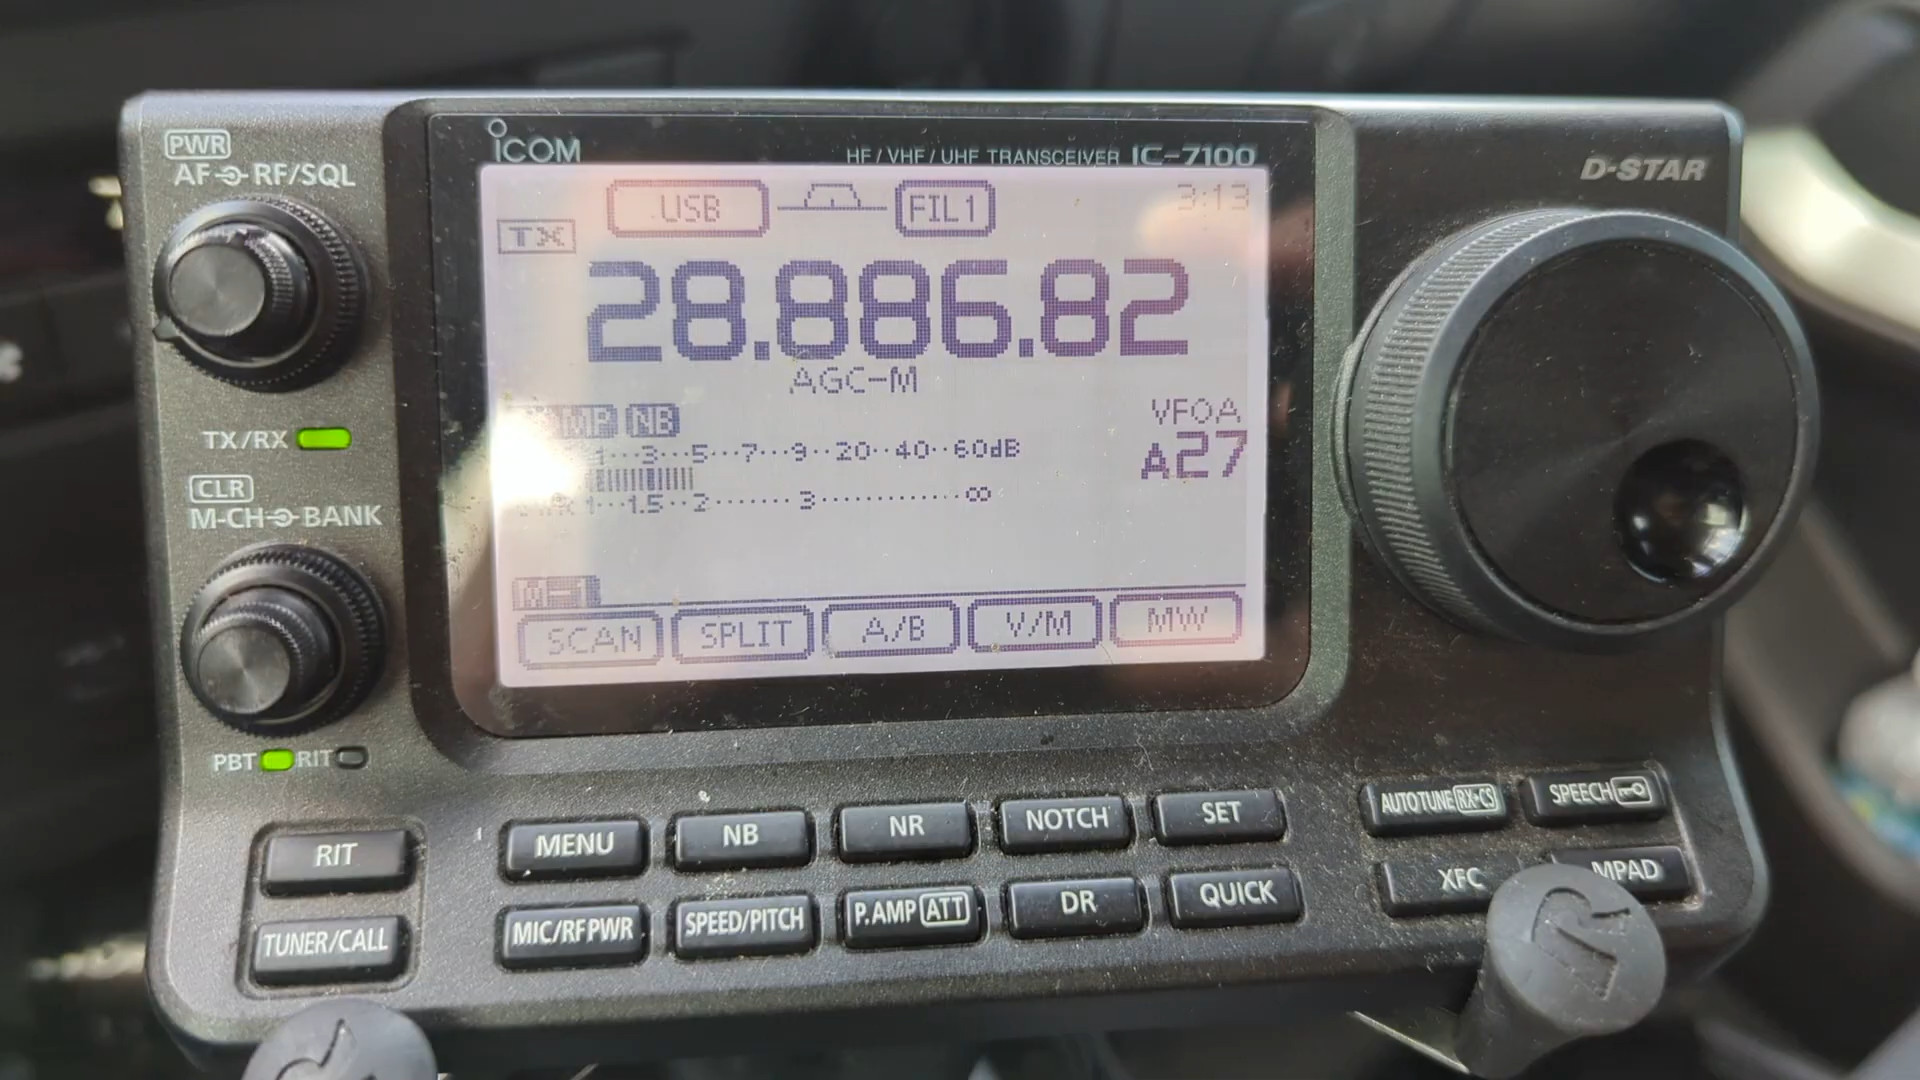 PWR
AF RF/SQL
ICOM
HF/VHF/UHF TRANSCEIVER IC-7100
D-STAR
USB
FIL1
3:13
TX
28.886.82
AGC-M
NB
VFOA
A27
1···3···5···7···9··20··40··60dB
1··1.5··2·······3············∞
M-1
SCAN SPLIT A/B V/M MW
TX/RX
CLR
M-CH BANK
PBT RIT
RIT
TUNER/CALL
MENU NB NR NOTCH SET
MIC/RF PWR SPEED/PITCH P.AMP ATT DR QUICK
AUTOTUNE RX→CS SPEECH
XFC MPAD